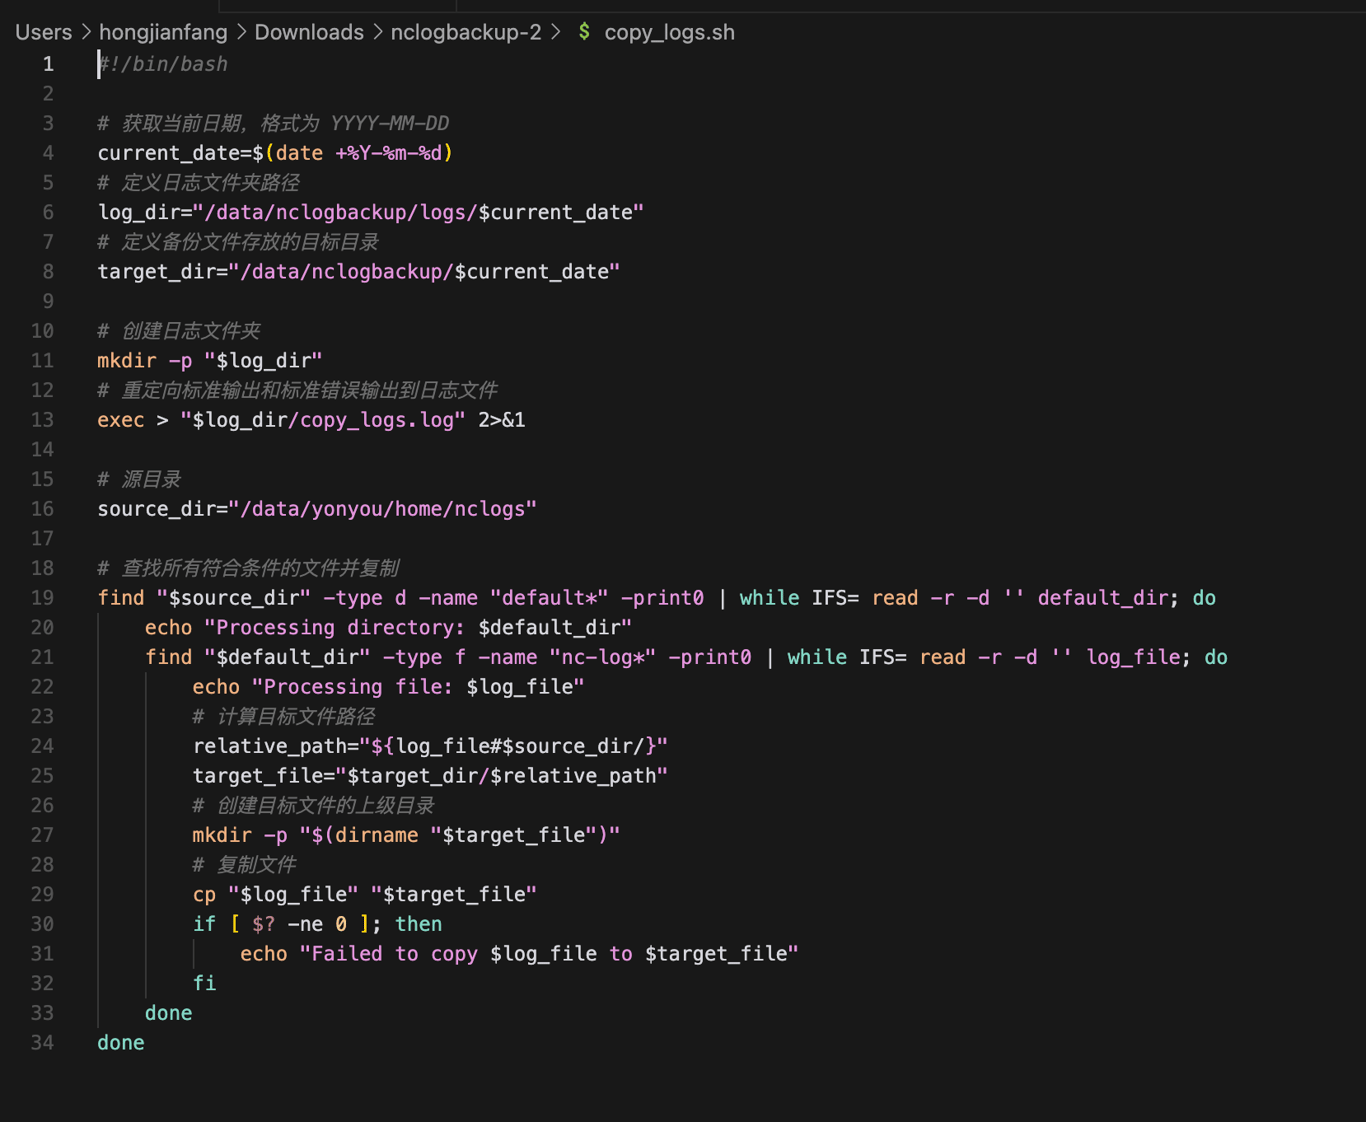 Users > hongjianfang > Downloads > nclogbackup-2 > $ copy_logs.sh
1 #!/bin/bash
2
3 # 获取当前日期，格式为 YYYY-MM-DD
4 current_date=$(date +%Y-%m-%d)
5 # 定义日志文件夹路径
6 log_dir="/data/nclogbackup/logs/$current_date"
7 # 定义备份文件存放的目标目录
8 target_dir="/data/nclogbackup/$current_date"
9
10 # 创建日志文件夹
11 mkdir -p "$log_dir"
12 # 重定向标准输出和标准错误输出到日志文件
13 exec > "$log_dir/copy_logs.log" 2>&1
14
15 # 源目录
16 source_dir="/data/yonyou/home/nclogs"
17
18 # 查找所有符合条件的文件并复制
19 find "$source_dir" -type d -name "default*" -print0 | while IFS= read -r -d '' default_dir; do
20     echo "Processing directory: $default_dir"
21     find "$default_dir" -type f -name "nc-log*" -print0 | while IFS= read -r -d '' log_file; do
22         echo "Processing file: $log_file"
23         # 计算目标文件路径
24         relative_path="${log_file#$source_dir/}"
25         target_file="$target_dir/$relative_path"
26         # 创建目标文件的上级目录
27         mkdir -p "$(dirname "$target_file")"
28         # 复制文件
29         cp "$log_file" "$target_file"
30         if [ $? -ne 0 ]; then
31             echo "Failed to copy $log_file to $target_file"
32         fi
33     done
34 done